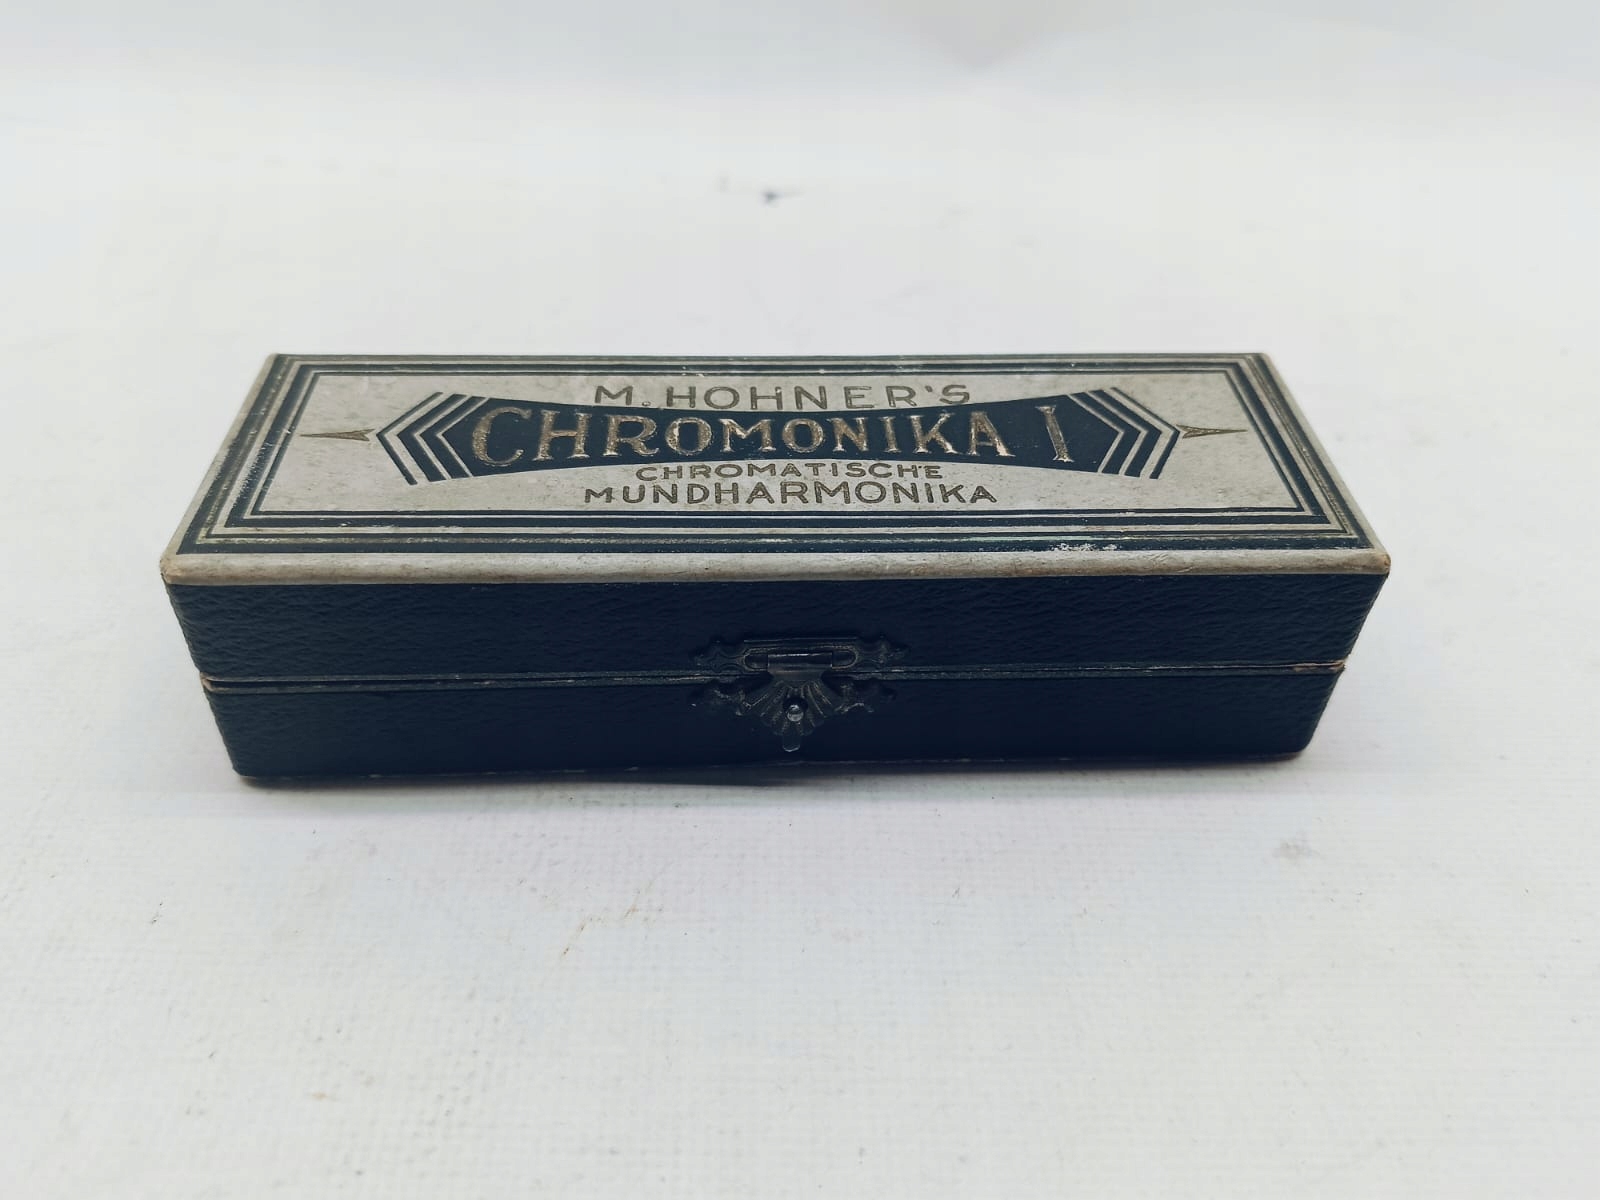 M. HOHNER'S
CHROMONIKA I
CHROMATISCHE
MUNDHARMONIKA